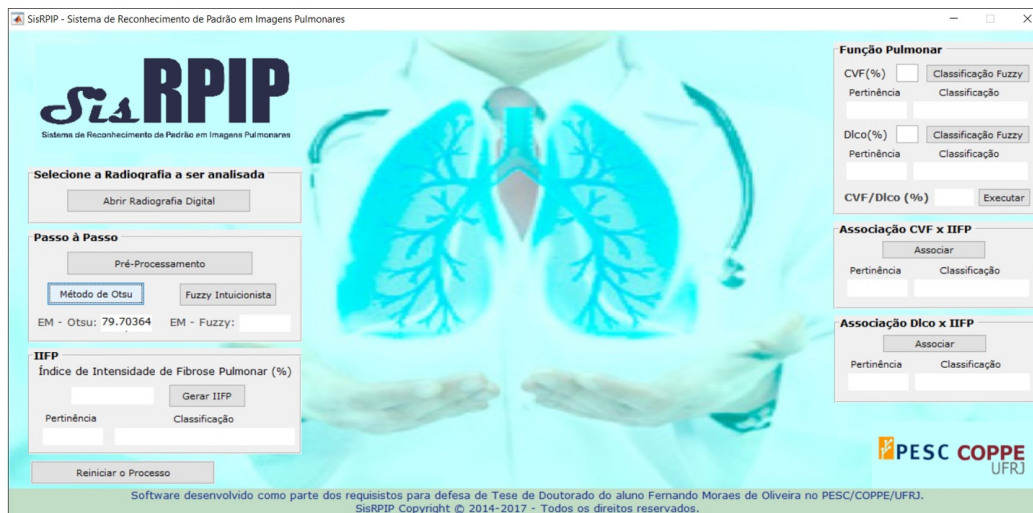 SisRPIP - Sistema de Reconhecimento de Padrão em Imagens Pulmonares
SisRPIP
Sistema de Reconhecimento de Padrão em Imagens Pulmonares
Selecione a Radiografia a ser analisada
Abrir Radiografia Digital
Passo à Passo
Pré-Processamento
Método de Otsu Fuzzy Intuicionista
EM - Otsu: 79.70364 EM - Fuzzy:
IIFP
Índice de Intensidade de Fibrose Pulmonar (%)
Gerar IIFP
Pertinência Classificação
Reiniciar o Processo
Função Pulmonar
CVF(%) Classificação Fuzzy
Pertinência Classificação
Dlco(%) Classificação Fuzzy
Pertinência Classificação
CVF/Dlco (%) Executar
Associação CVF x IIFP
Associar
Pertinência Classificação
Associação Dlco x IIFP
Associar
Pertinência Classificação
PESC COPPE
UFRJ
Software desenvolvido como parte dos requisistos para defesa de Tese de Doutorado do aluno Fernando Moraes de Oliveira no PESC/COPPE/UFRJ.
SisRPIP Copyright © 2014-2017 - Todos os direitos reservados.